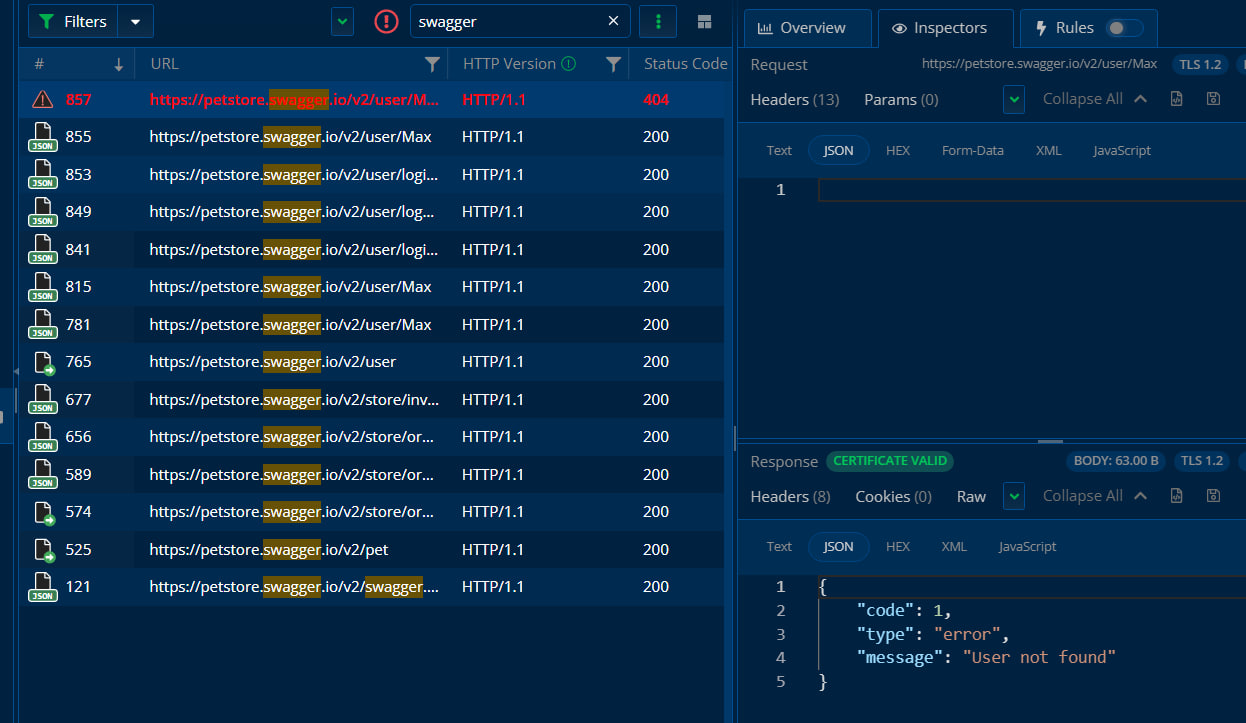 Filters
swagger
# URL HTTP Version Status Code
857 https://petstore.swagger.io/v2/user/M... HTTP/1.1 404
JSON 855 https://petstore.swagger.io/v2/user/Max HTTP/1.1 200
JSON 853 https://petstore.swagger.io/v2/user/logi... HTTP/1.1 200
JSON 849 https://petstore.swagger.io/v2/user/log... HTTP/1.1 200
JSON 841 https://petstore.swagger.io/v2/user/logi... HTTP/1.1 200
JSON 815 https://petstore.swagger.io/v2/user/Max HTTP/1.1 200
JSON 781 https://petstore.swagger.io/v2/user/Max HTTP/1.1 200
765 https://petstore.swagger.io/v2/user HTTP/1.1 200
JSON 677 https://petstore.swagger.io/v2/store/inv... HTTP/1.1 200
JSON 656 https://petstore.swagger.io/v2/store/or... HTTP/1.1 200
JSON 589 https://petstore.swagger.io/v2/store/or... HTTP/1.1 200
574 https://petstore.swagger.io/v2/store/or... HTTP/1.1 200
525 https://petstore.swagger.io/v2/pet HTTP/1.1 200
JSON 121 https://petstore.swagger.io/v2/swagger.... HTTP/1.1 200
Overview Inspectors Rules
Request https://petstore.swagger.io/v2/user/Max TLS 1.2
Headers (13) Params (0) Collapse All
Text JSON HEX Form-Data XML JavaScript
1
Response CERTIFICATE VALID BODY: 63.00 B TLS 1.2
Headers (8) Cookies (0) Raw Collapse All
Text JSON HEX XML JavaScript
1 {
2 "code": 1,
3 "type": "error",
4 "message": "User not found"
5 }